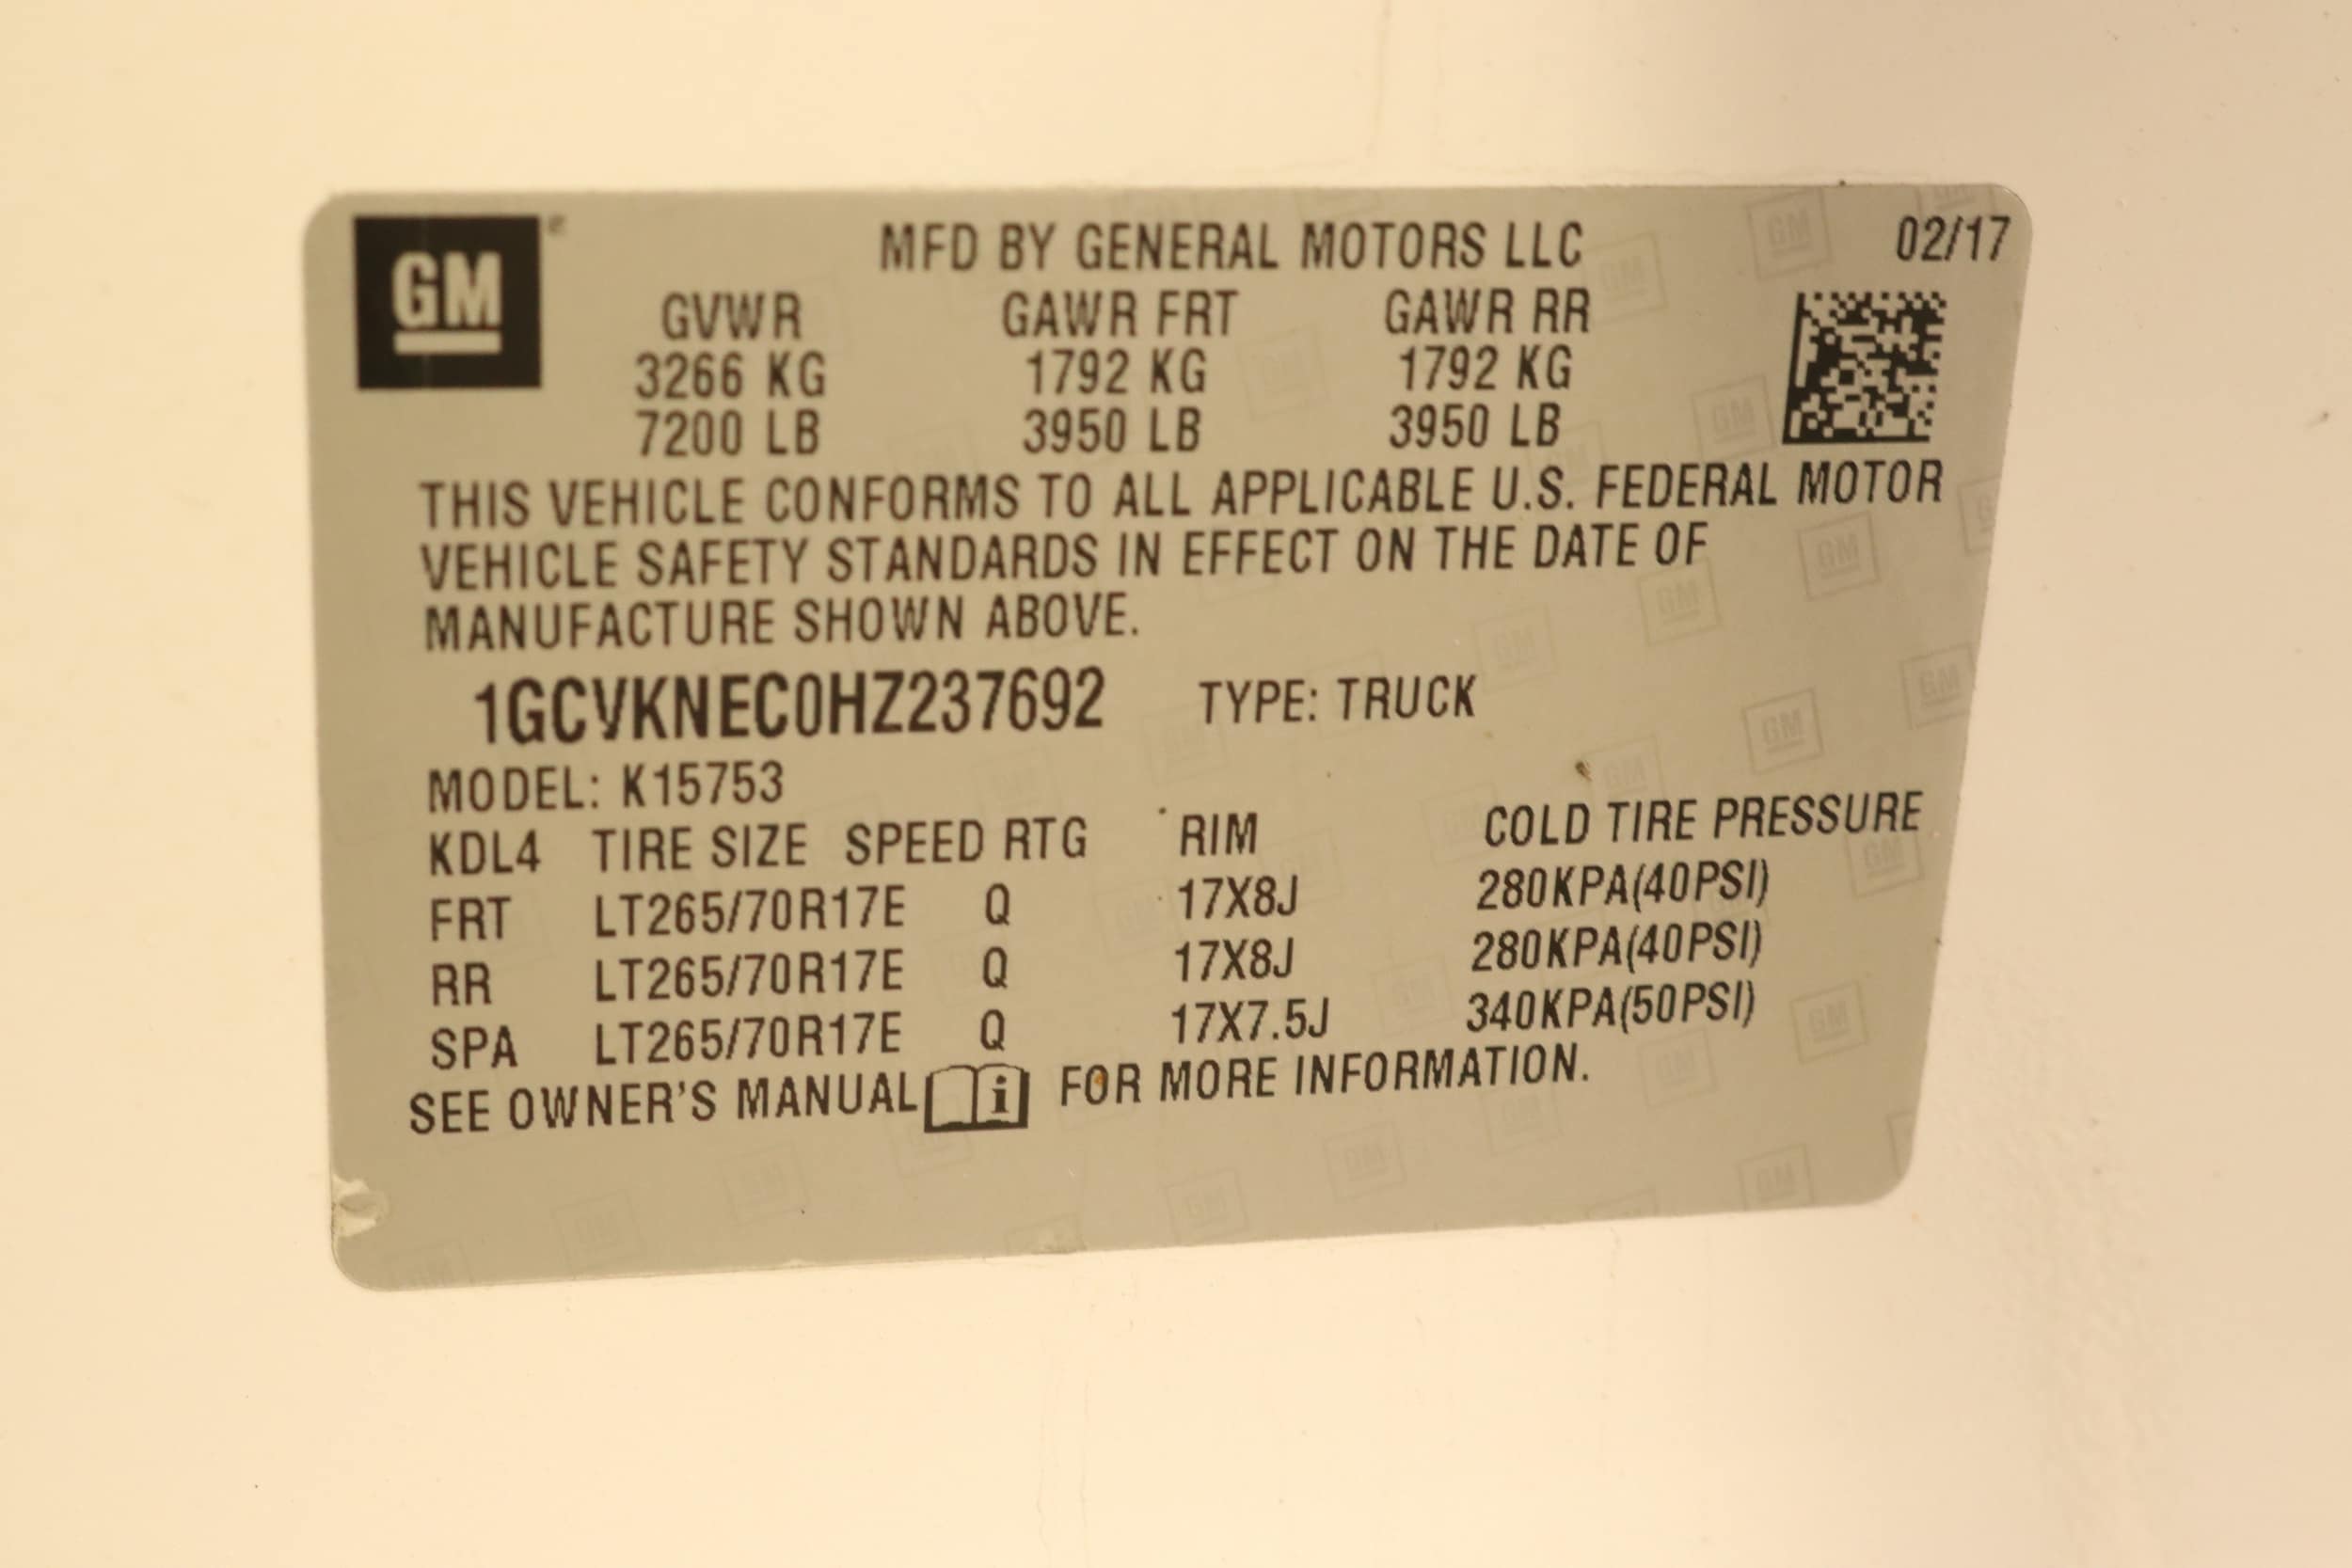 GM
MFD BY GENERAL MOTORS LLC 02/17
GVWR GAWR FRT GAWR RR
3266 KG 1792 KG 1792 KG
7200 LB 3950 LB 3950 LB
THIS VEHICLE CONFORMS TO ALL APPLICABLE U.S. FEDERAL MOTOR
VEHICLE SAFETY STANDARDS IN EFFECT ON THE DATE OF
MANUFACTURE SHOWN ABOVE.
1GCVKNEC0HZ237692 TYPE: TRUCK
MODEL: K15753
KDL4 TIRE SIZE SPEED RTG RIM COLD TIRE PRESSURE
FRT LT265/70R17E Q 17X8J 280KPA(40PSI)
RR LT265/70R17E Q 17X8J 280KPA(40PSI)
SPA LT265/70R17E Q 17X7.5J 340KPA(50PSI)
SEE OWNER'S MANUAL i FOR MORE INFORMATION.